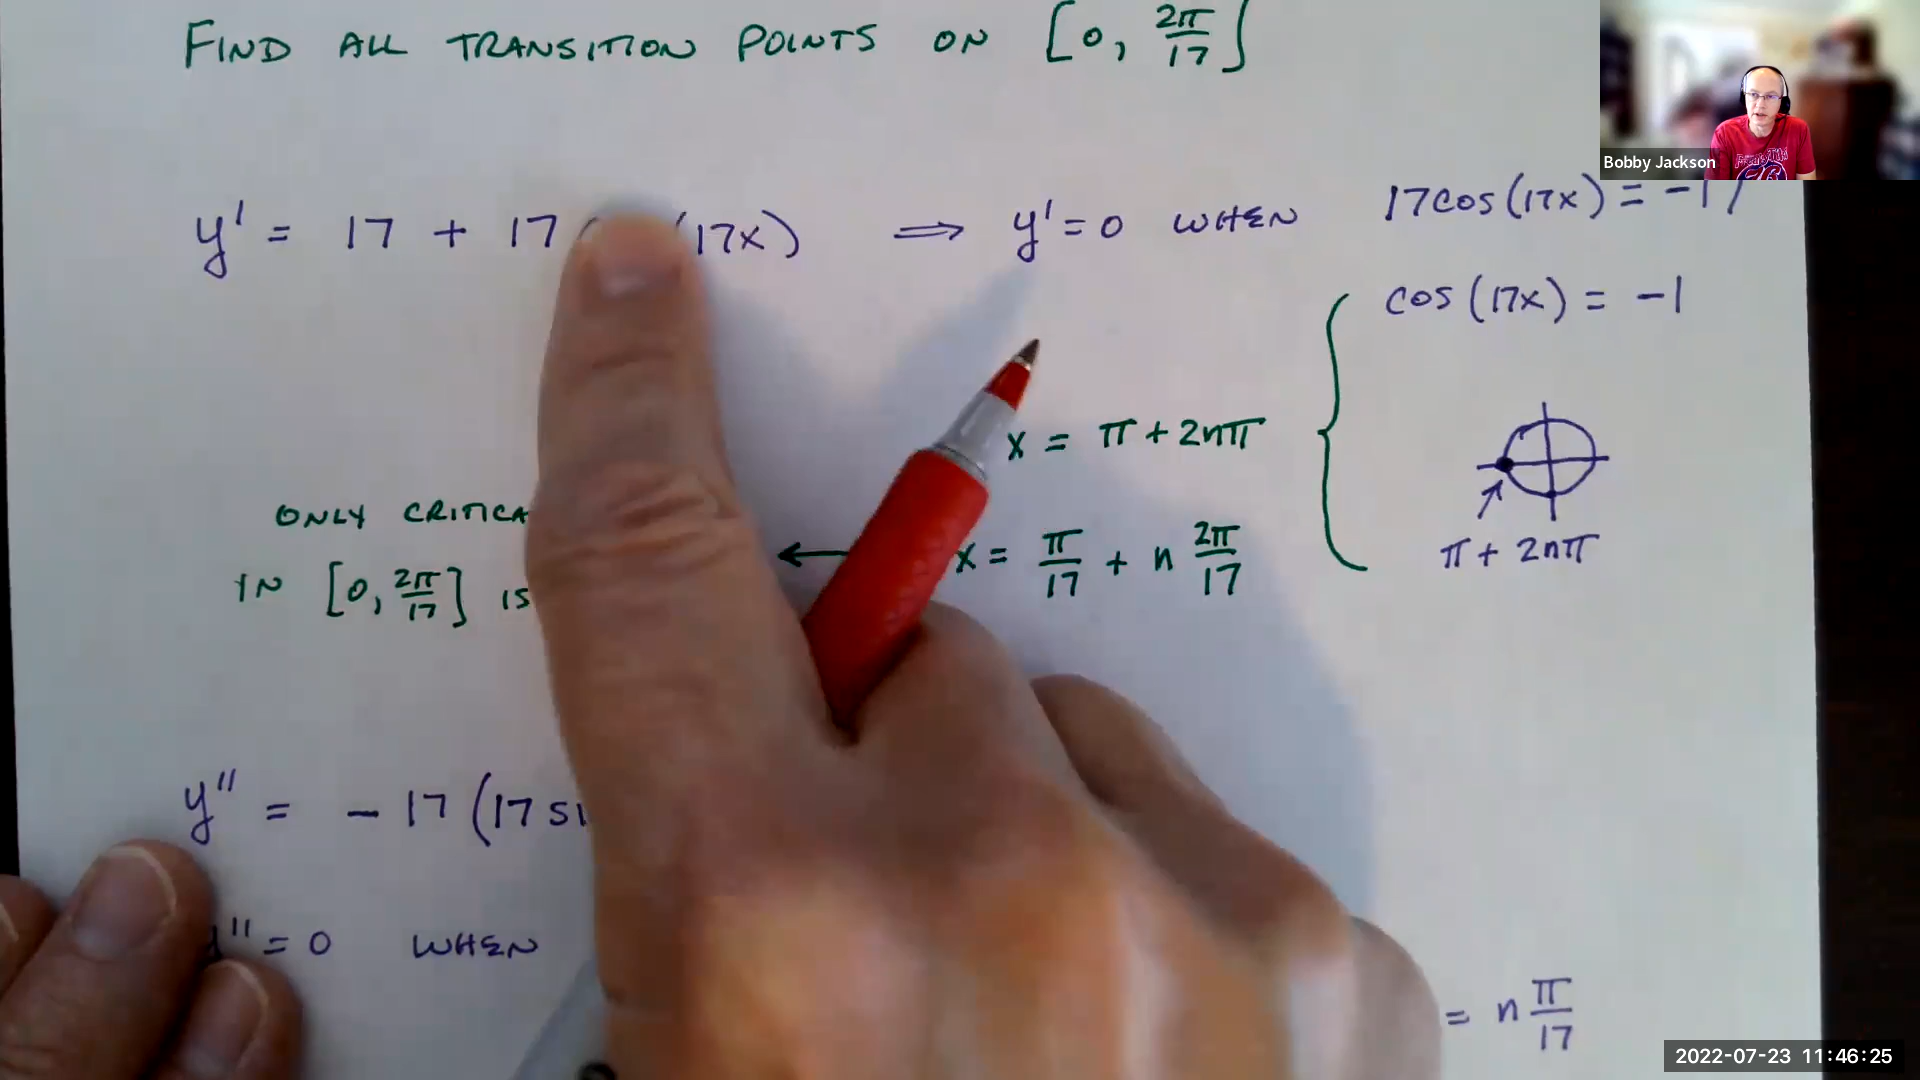 FIND ALL TRANSITION POINTS ON [0, 2π/17]
Bobby Jackson
y' = 17 + 17 (17x) ⟹ y' = 0 WHEN 17cos(17x) = -17
cos(17x) = -1
x = π + 2nπ
ONLY
IN [0, 2π/17] IS
x = π/17 + n 2π/17
π + 2nπ
y'' = - 17 (17
y'' = 0 WHEN
= n π/17
2022-07-23 11:46:25